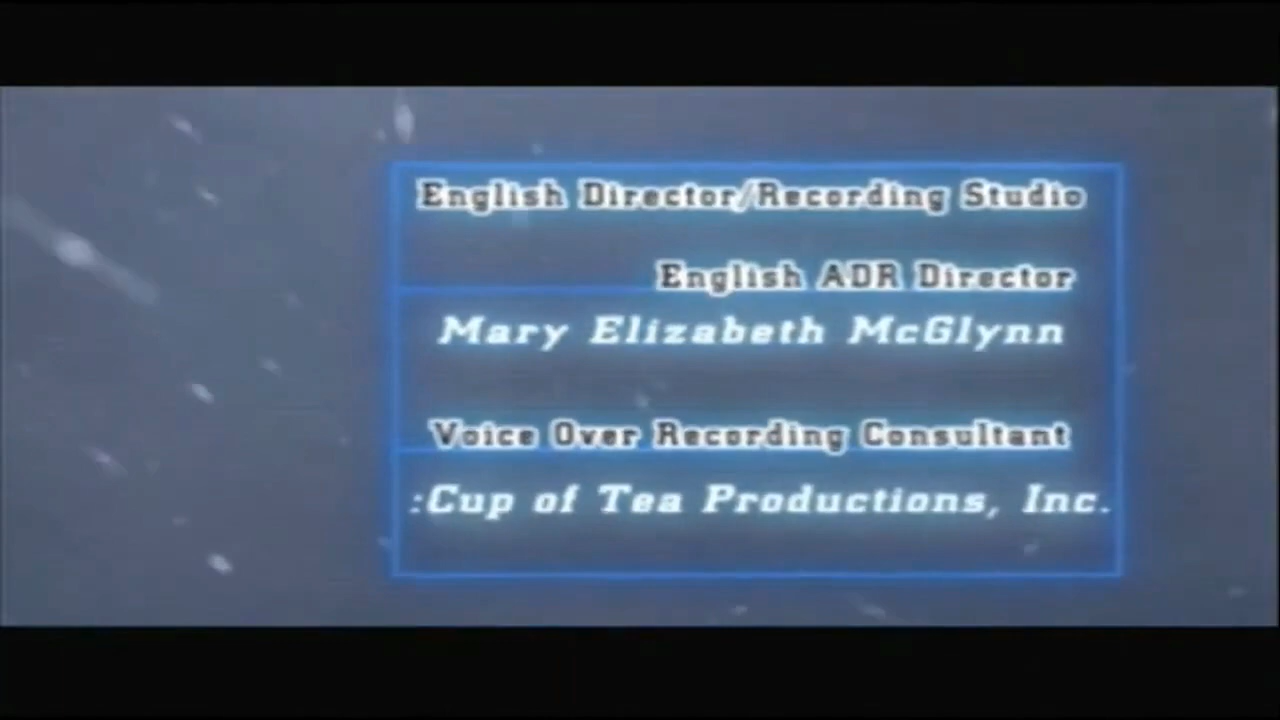 English Director/Recording Studio
English ADR Director
Mary Elizabeth McGlynn
Voice Over Recording Consultant
:Cup of Tea Productions, Inc.